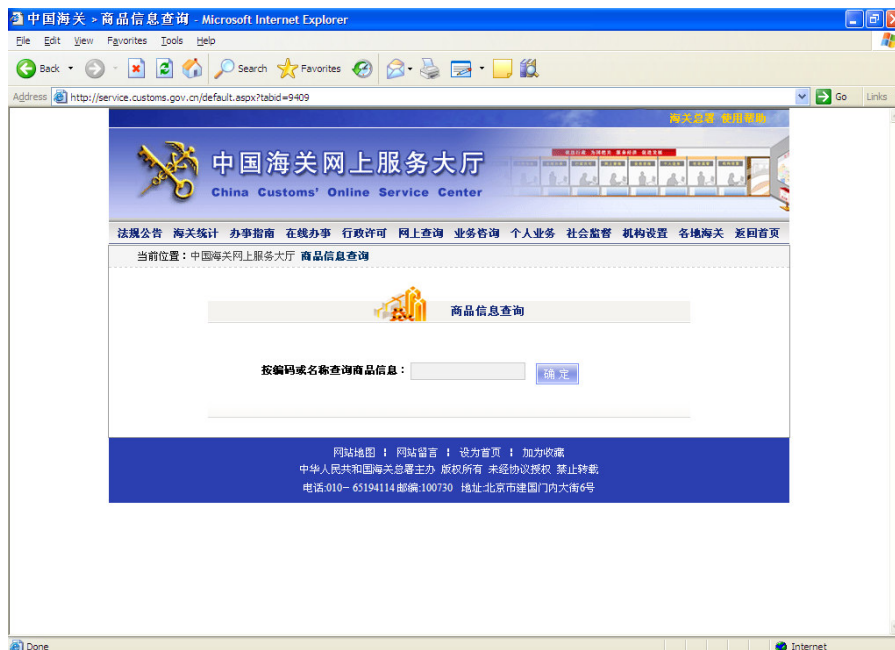 中国海关 > 商品信息查询 - Microsoft Internet Explorer
File Edit View Favorites Tools Help
Back Search Favorites
Address http://service.customs.gov.cn/default.aspx?tabid=9409 Go Links
海关总署 使用帮助
中国海关网上服务大厅
China Customs' Online Service Center
法规公告 海关统计 办事指南 在线办事 行政许可 网上查询 业务咨询 个人业务 社会监督 机构设置 各地海关 返回首页
当前位置：中国海关网上服务大厅 商品信息查询
商品信息查询
按编码或名称查询商品信息： 确 定
网站地图 ┇ 网站留言 ┇ 设为首页 ┇ 加为收藏
中华人民共和国海关总署主办 版权所有 未经协议授权 禁止转载
电话:010－65194114 邮编:100730 地址:北京市建国门内大街6号
Done Internet